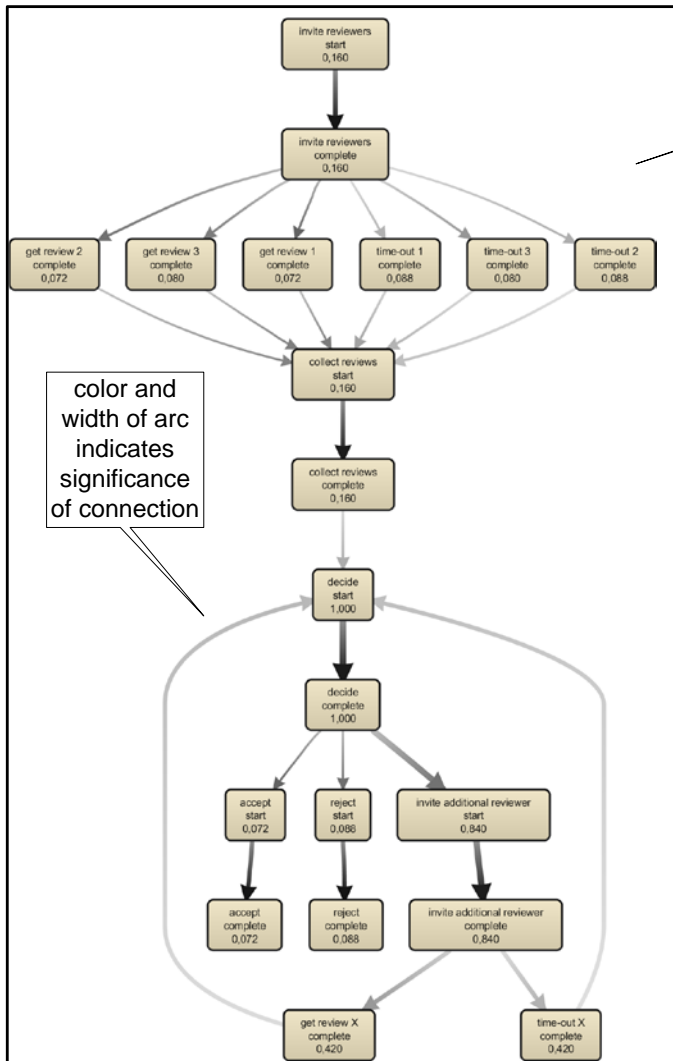 invite reviewers
start
0,160
invite reviewers
complete
0,160
get review 2
complete
0,072
get review 3
complete
0,080
get review 1
complete
0,072
time-out 1
complete
0,088
time-out 3
complete
0,080
time-out 2
complete
0,088
collect reviews
start
0,160
color and
width of arc
indicates
significance
of connection
collect reviews
complete
0,160
decide
start
1,000
decide
complete
1,000
accept
start
0,072
reject
start
0,088
invite additional reviewer
start
0,840
accept
complete
0,072
reject
complete
0,088
invite additional reviewer
complete
0,840
get review X
complete
0,420
time-out X
complete
0,420